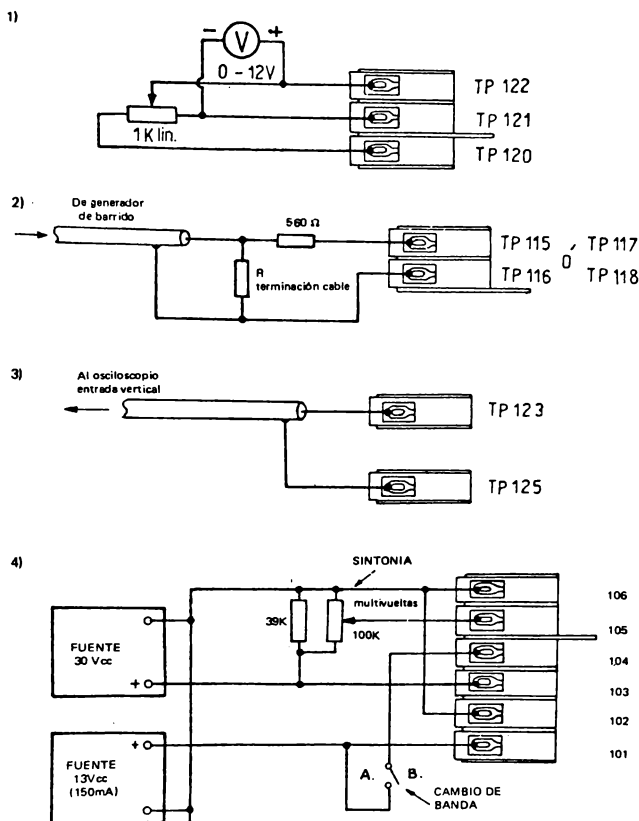 1)
- V +
0 - 12V
1K lin.
TP 122
TP 121
TP 120
2)
De generador
de barrido
560 Ω
R
terminación cable
TP 115
TP 116
Ó
TP 117
TP 118
3)
Al osciloscopio
entrada vertical
TP 123
TP 125
4)
SINTONIA
multivueltas
39K
100K
FUENTE
30 Vcc
+
106
105
104
103
102
101
+
FUENTE
13Vcc
(150mA)
A. B.
CAMBIO DE
BANDA